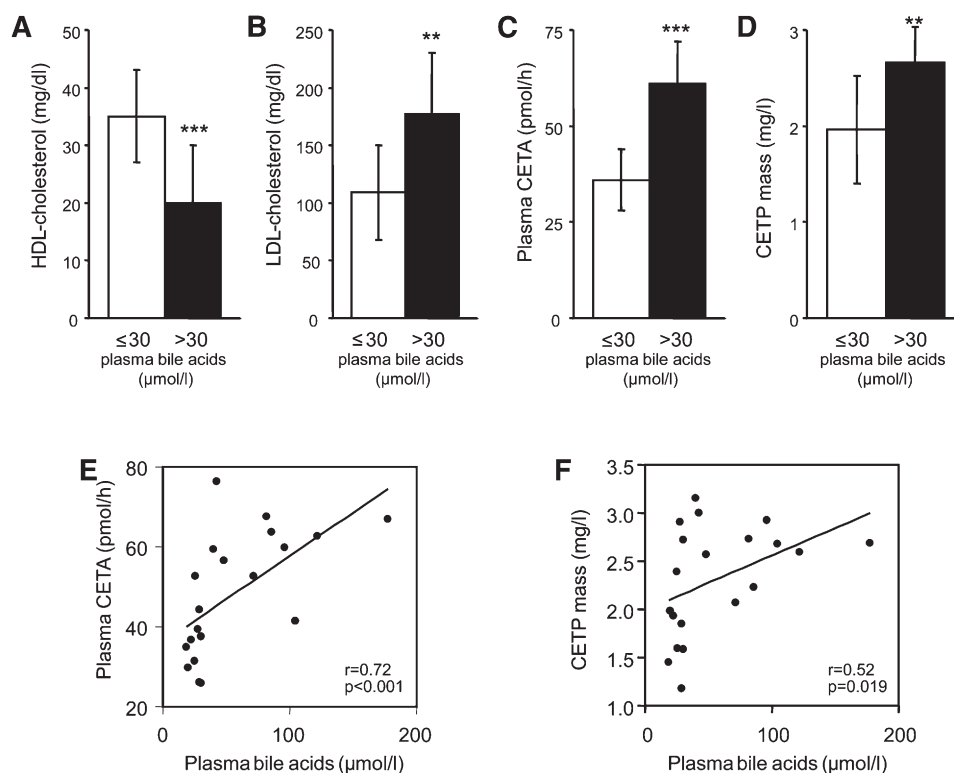 A
HDL-cholesterol (mg/dl)
50
40
30
20
10
0
***
≤30 >30
plasma bile acids
(µmol/l)
B
LDL-cholesterol (mg/dl)
250
200
150
100
50
0
**
≤30 >30
plasma bile acids
(µmol/l)
C
Plasma CETA (pmol/h)
75
50
25
0
***
≤30 >30
plasma bile acids
(µmol/l)
D
CETP mass (mg/l)
3
2
1
0
**
≤30 >30
plasma bile acids
(µmol/l)
E
Plasma CETA (pmol/h)
80
60
40
20
r=0.72
p<0.001
0 100 200
Plasma bile acids (µmol/l)
F
CETP mass (mg/l)
3.5
3.0
2.5
2.0
1.5
1.0
r=0.52
p=0.019
0 100 200
Plasma bile acids (µmol/l)